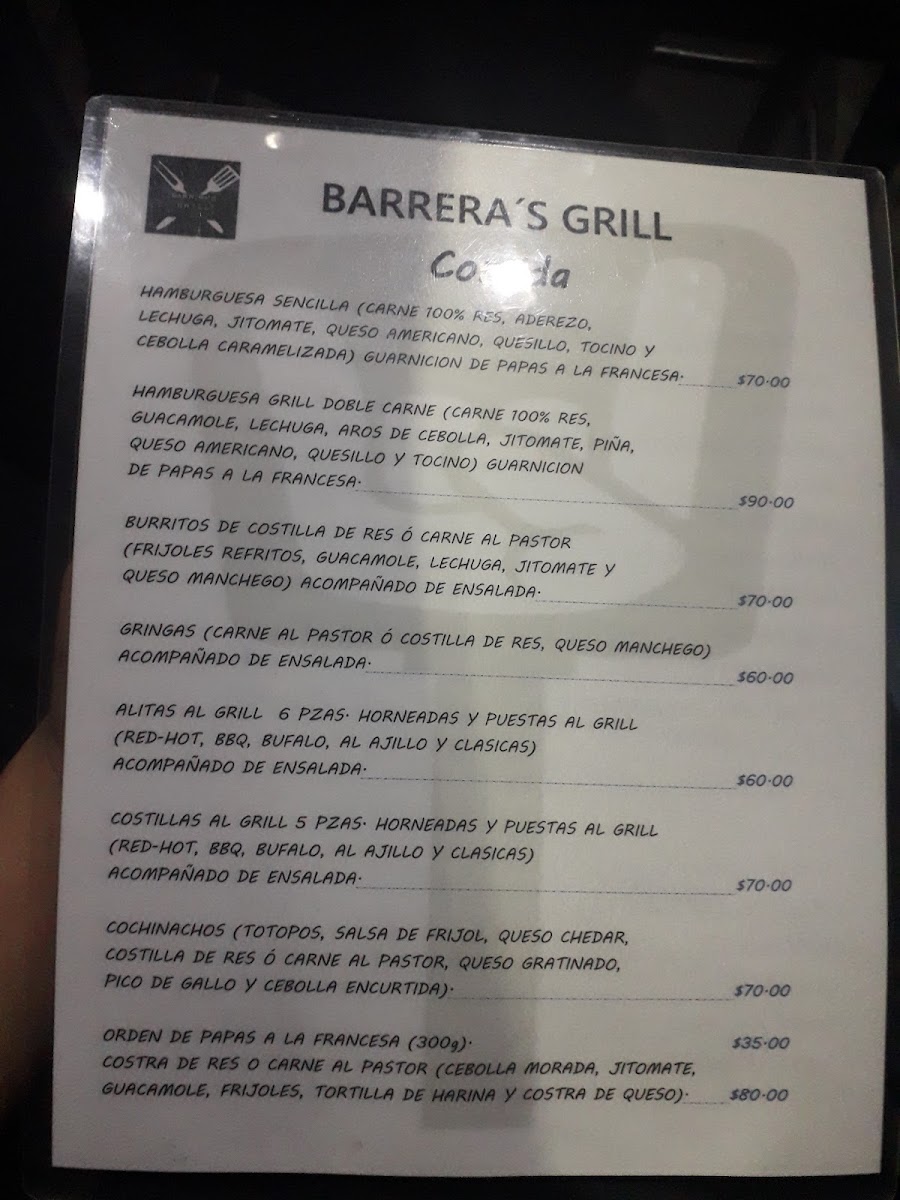 BARRERA´S GRILL
Comida
HAMBURGUESA SENCILLA (CARNE 100% RES, ADEREZO,
LECHUGA, JITOMATE, QUESO AMERICANO, QUESILLO, TOCINO Y
CEBOLLA CARAMELIZADA) GUARNICION DE PAPAS A LA FRANCESA. $70.00
HAMBURGUESA GRILL DOBLE CARNE (CARNE 100% RES,
GUACAMOLE, LECHUGA, AROS DE CEBOLLA, JITOMATE, PIÑA,
QUESO AMERICANO, QUESILLO Y TOCINO) GUARNICION
DE PAPAS A LA FRANCESA. $90.00
BURRITOS DE COSTILLA DE RES Ó CARNE AL PASTOR
(FRIJOLES REFRITOS, GUACAMOLE, LECHUGA, JITOMATE Y
QUESO MANCHEGO) ACOMPAÑADO DE ENSALADA. $70.00
GRINGAS (CARNE AL PASTOR Ó COSTILLA DE RES, QUESO MANCHEGO)
ACOMPAÑADO DE ENSALADA. $60.00
ALITAS AL GRILL 6 PZAS. HORNEADAS Y PUESTAS AL GRILL
(RED-HOT, BBQ, BUFALO, AL AJILLO Y CLASICAS)
ACOMPAÑADO DE ENSALADA. $60.00
COSTILLAS AL GRILL 5 PZAS. HORNEADAS Y PUESTAS AL GRILL
(RED-HOT, BBQ, BUFALO, AL AJILLO Y CLASICAS)
ACOMPAÑADO DE ENSALADA. $70.00
COCHINACHOS (TOTOPOS, SALSA DE FRIJOL, QUESO CHEDAR,
COSTILLA DE RES Ó CARNE AL PASTOR, QUESO GRATINADO,
PICO DE GALLO Y CEBOLLA ENCURTIDA). $70.00
ORDEN DE PAPAS A LA FRANCESA (300g). $35.00
COSTRA DE RES O CARNE AL PASTOR (CEBOLLA MORADA, JITOMATE,
GUACAMOLE, FRIJOLES, TORTILLA DE HARINA Y COSTRA DE QUESO). $80.00